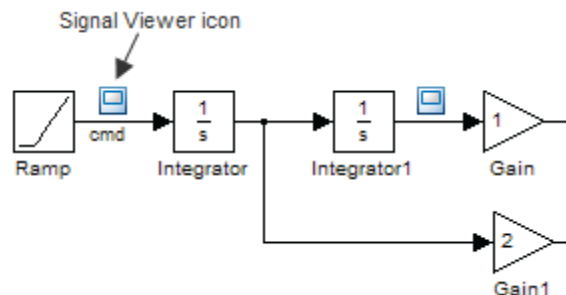 Signal Viewer icon
cmd
1
s
1
s
1
Ramp
Integrator
Integrator1
Gain
2
Gain1